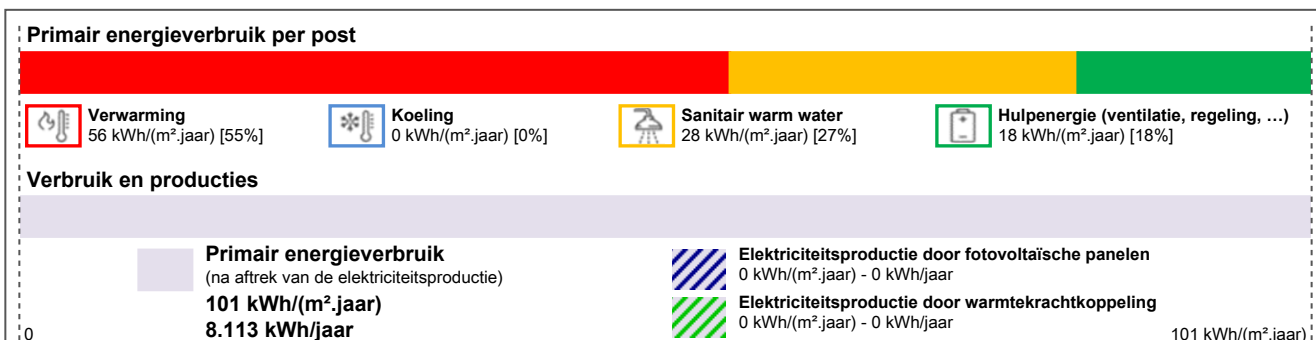 Primair energieverbruik per post
Verwarming
56 kWh/(m².jaar) [55%]
Koeling
0 kWh/(m².jaar) [0%]
Sanitair warm water
28 kWh/(m².jaar) [27%]
Hulpenergie (ventilatie, regeling, …)
18 kWh/(m².jaar) [18%]
Verbruik en producties
Primair energieverbruik
(na aftrek van de elektriciteitsproductie)
101 kWh/(m².jaar)
8.113 kWh/jaar
Elektriciteitsproductie door fotovoltaïsche panelen
0 kWh/(m².jaar) - 0 kWh/jaar
Elektriciteitsproductie door warmtekrachtkoppeling
0 kWh/(m².jaar) - 0 kWh/jaar
0
101 kWh/(m².jaar)